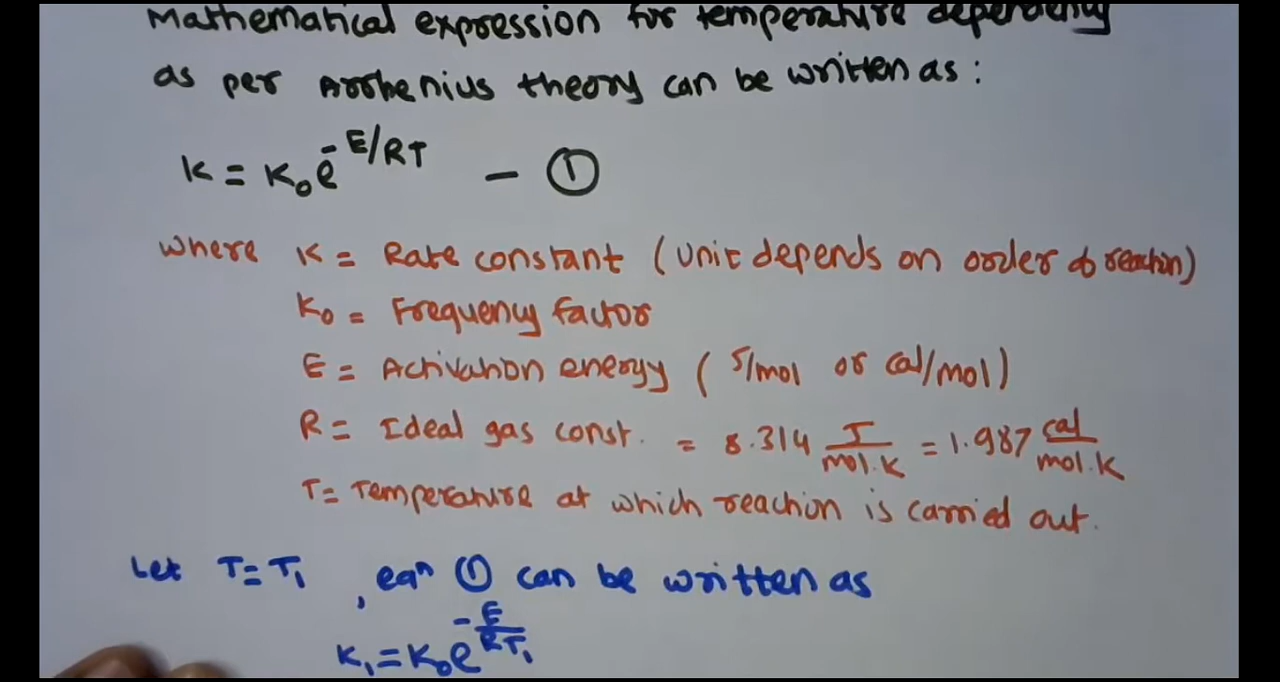 Mathematical expression for temperature dependency
as per Arrhenius theory can be written as :
K = K₀ e^-E/RT - ①
where K = Rate constant (unit depends on order of reaction)
K₀ = Frequency factor
E = Activation energy ( J/mol or cal/mol)
R = Ideal gas const. = 8.314 J/mol.K = 1.987 cal/mol.K
T = Temperature at which reaction is carried out.
Let T = T₁ , eqⁿ ① can be written as
K₁ = K₀ e^-E/RT₁